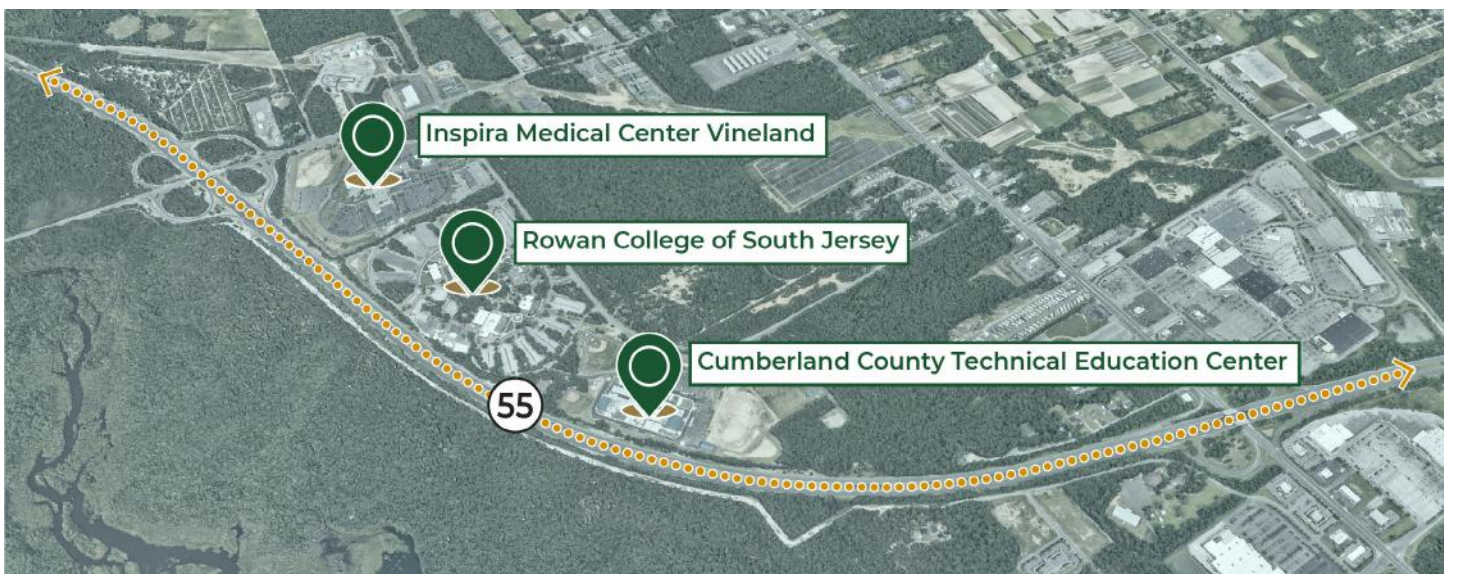 Inspira Medical Center Vineland
Rowan College of South Jersey
Cumberland County Technical Education Center
55